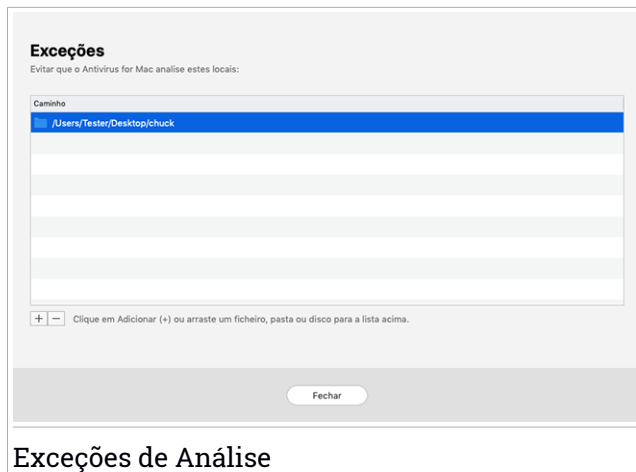 Exceções
Evitar que o Antivirus for Mac analise estes locais:
Caminho
/Users/Tester/Desktop/chuck
+ − Clique em Adicionar (+) ou arraste um ficheiro, pasta ou disco para a lista acima.
Fechar
Exceções de Análise